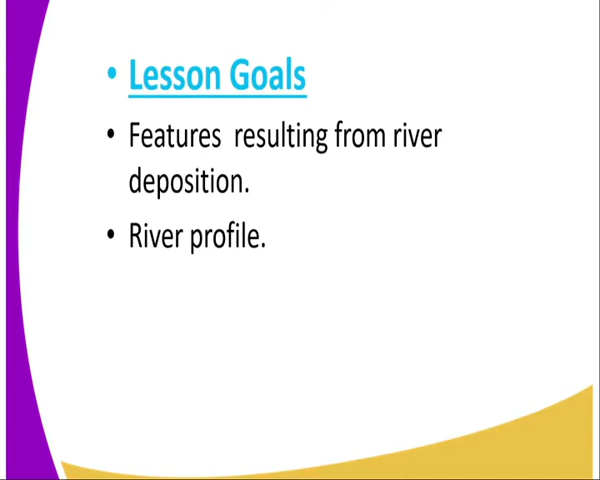 • Lesson Goals
• Features resulting from river
deposition.
• River profile.